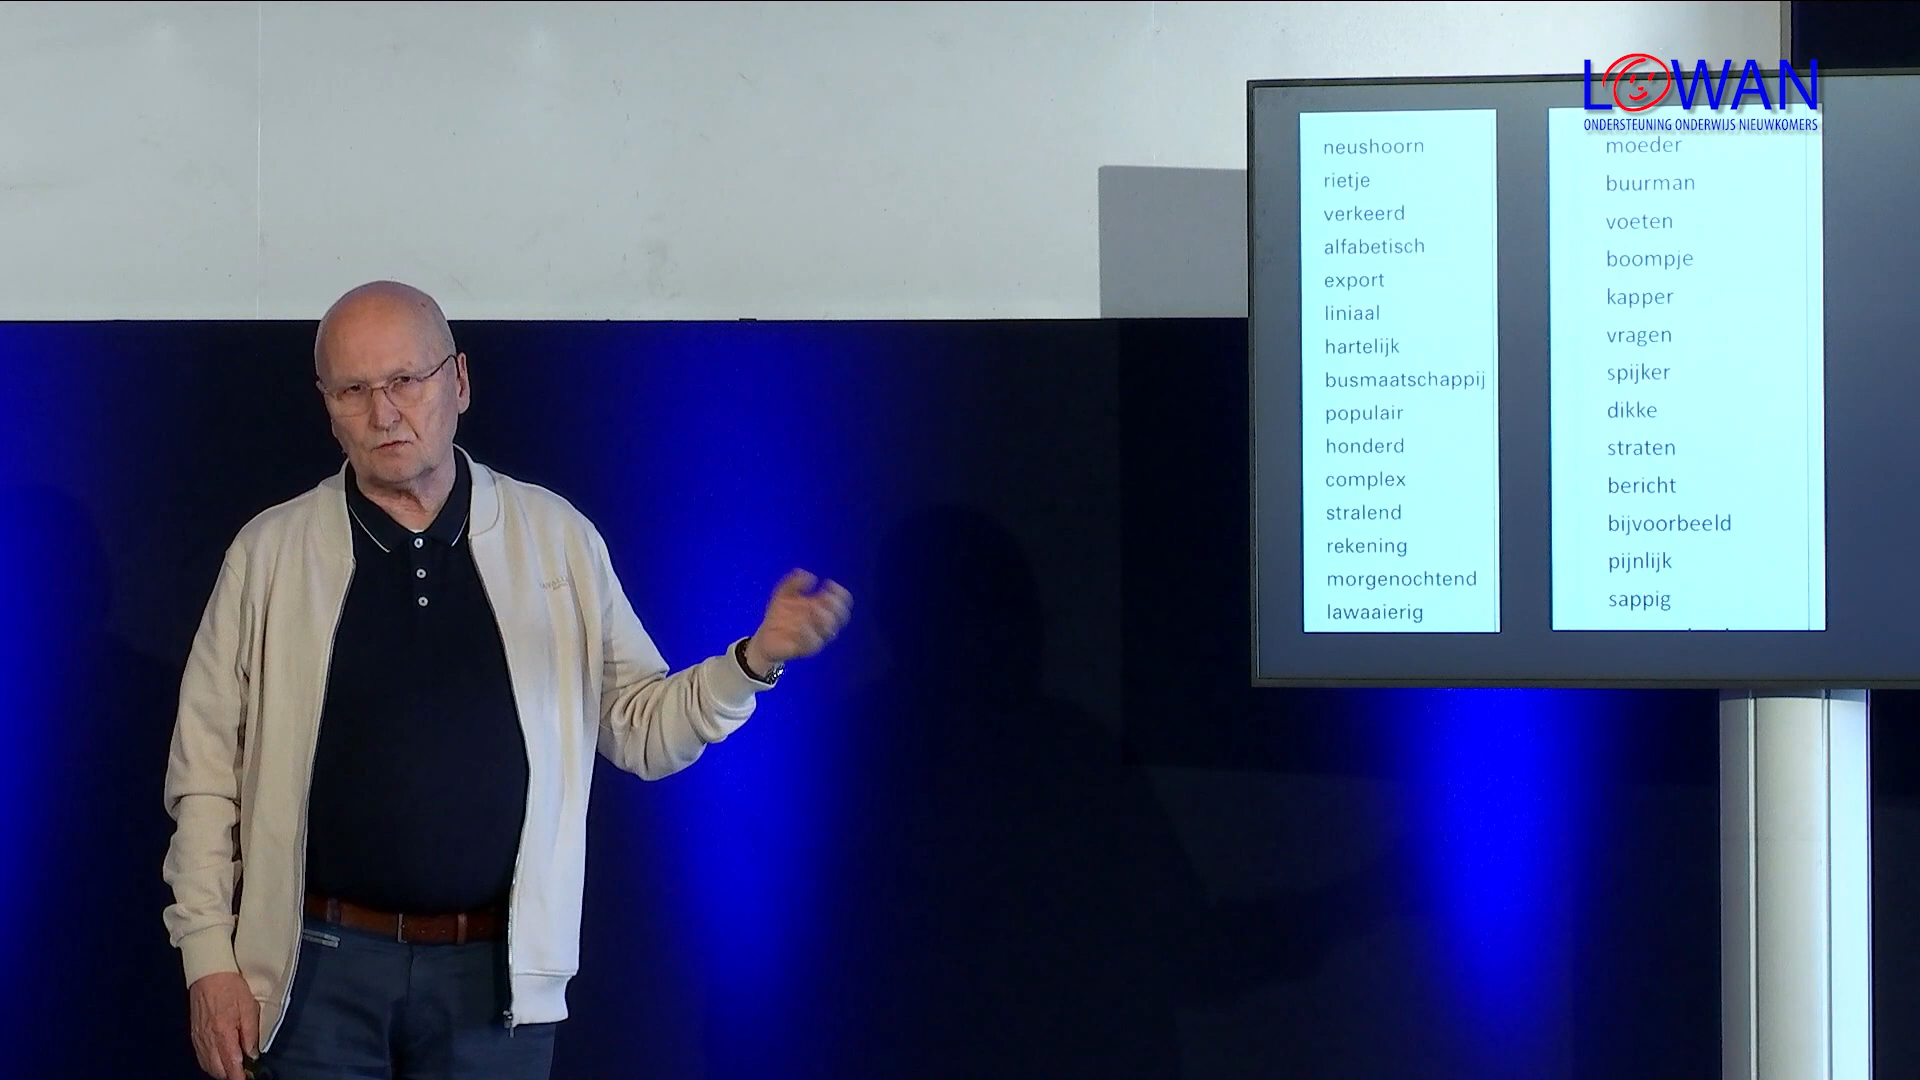 LOWAN
ONDERSTEUNING ONDERWIJS NIEUWKOMERS
neushoorn
rietje
verkeerd
alfabetisch
export
liniaal
hartelijk
busmaatschappij
populair
honderd
complex
stralend
rekening
morgenochtend
lawaaierig
moeder
buurman
voeten
boompje
kapper
vragen
spijker
dikke
straten
bericht
bijvoorbeeld
pijnlijk
sappig